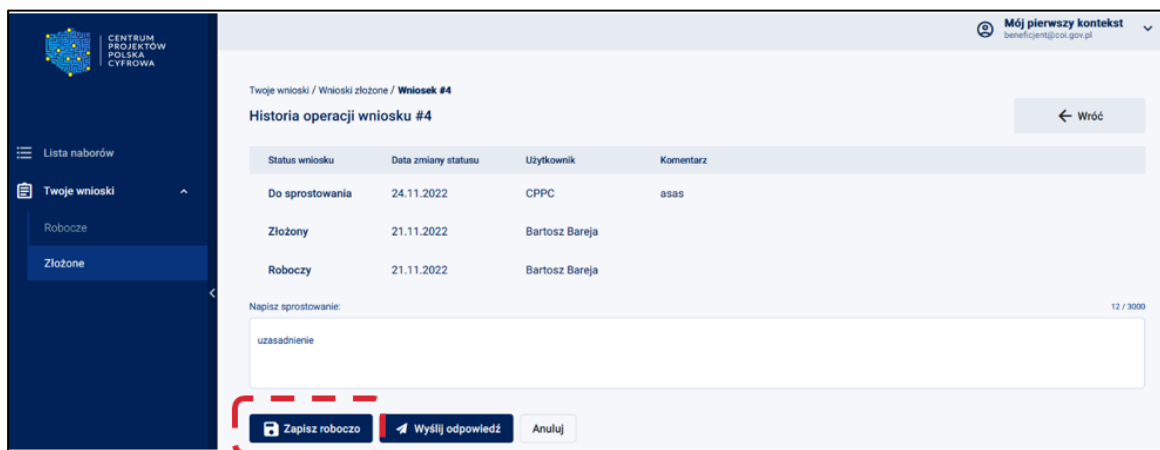 CENTRUM
PROJEKTÓW
POLSKA
CYFROWA
Mój pierwszy kontekst
beneficjent@coi.gov.pl
Twoje wnioski / Wnioski złożone / Wniosek #4
Historia operacji wniosku #4
Wróć
Lista naborów
Twoje wnioski
Robocze
Złożone
Status wniosku Data zmiany statusu Użytkownik Komentarz
Do sprostowania 24.11.2022 CPPC asas
Złożony 21.11.2022 Bartosz Bareja
Roboczy 21.11.2022 Bartosz Bareja
Napisz sprostowanie: 12 / 3000
uzasadnienie
Zapisz roboczo Wyślij odpowiedź Anuluj